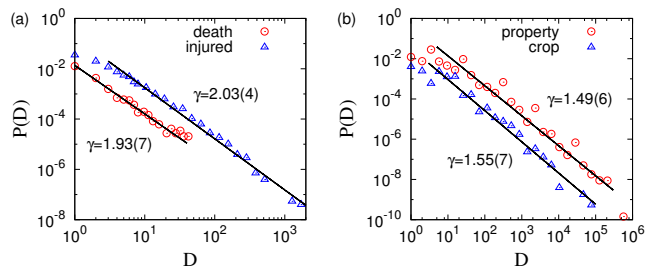 (a)
death
injured
P(D)
10^0
10^-2
10^-4
10^-6
10^-8
γ=2.03(4)
γ=1.93(7)
10^0 10^1 10^2 10^3
D
(b)
property
crop
P(D)
10^0
10^-2
10^-4
10^-6
10^-8
10^-10
γ=1.49(6)
γ=1.55(7)
10^0 10^1 10^2 10^3 10^4 10^5 10^6
D